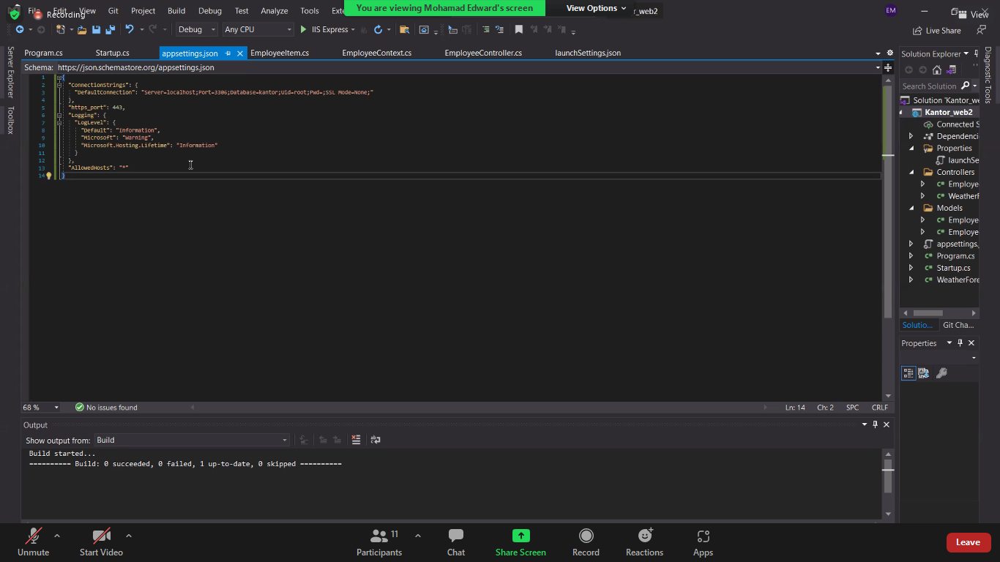 File Edit View Git Project Build Debug Test Analyze Tools Exte
Recording
You are viewing Mohamad Edward's screen
View Options
r_web2
EM
View
Debug
Any CPU
IIS Express
Live Share
Program.cs
Startup.cs
appsettings.json
EmployeeItem.cs
EmployeeContext.cs
EmployeeController.cs
launchSettings.json
Schema: https://json.schemastore.org/appsettings.json
Server Explorer
Toolbox
1 {
2 "ConnectionStrings": {
3 "DefaultConnection": "Server=localhost;Port=3306;Database=kantor;Uid=root;Pwd=;SSL Mode=None;"
4 },
5 "https_port": 443,
6 "Logging": {
7 "LogLevel": {
8 "Default": "Information",
9 "Microsoft": "Warning",
10 "Microsoft.Hosting.Lifetime": "Information"
11 }
12 },
13 "AllowedHosts": "*"
14 }
68 %
No issues found
Ln: 14 Ch: 2 SPC CRLF
Output
Show output from: Build
Build started...
========== Build: 0 succeeded, 0 failed, 1 up-to-date, 0 skipped ==========
Solution Explorer
Search Solution
Solution 'Kantor_we
Kantor_web2
Connected S
Dependenci
Properties
launchSe
Controllers
Employe
WeatherF
Models
Employe
Employe
appsettings.
Program.cs
Startup.cs
WeatherFore
Solutio...
Git Cha...
Properties
Diagnostic Tools
Unmute
Start Video
Participants 11
Chat
Share Screen
Record
Reactions
Apps
Leave